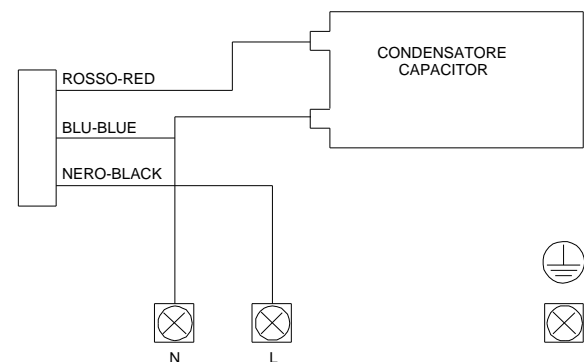 CONDENSATORE
CAPACITOR
ROSSO-RED
BLU-BLUE
NERO-BLACK
N
L